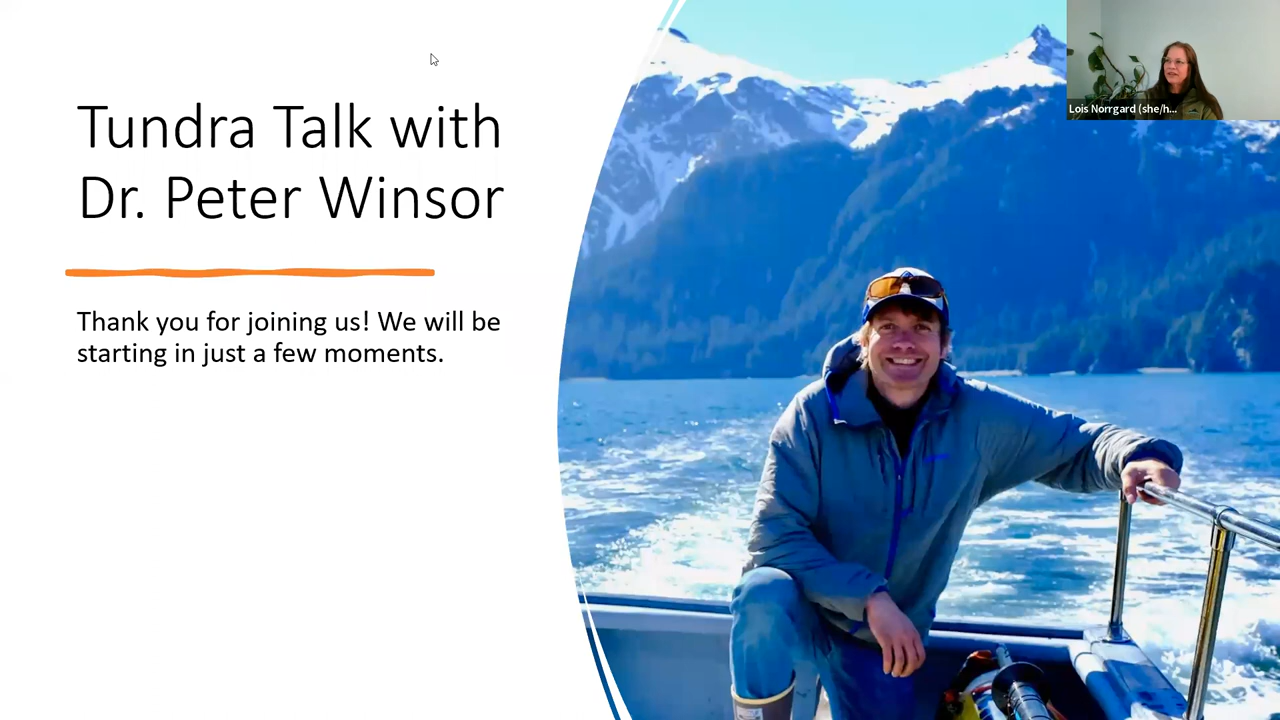 Tundra Talk with
Dr. Peter Winsor
Thank you for joining us! We will be
starting in just a few moments.
Lois Norrgard (she/h...